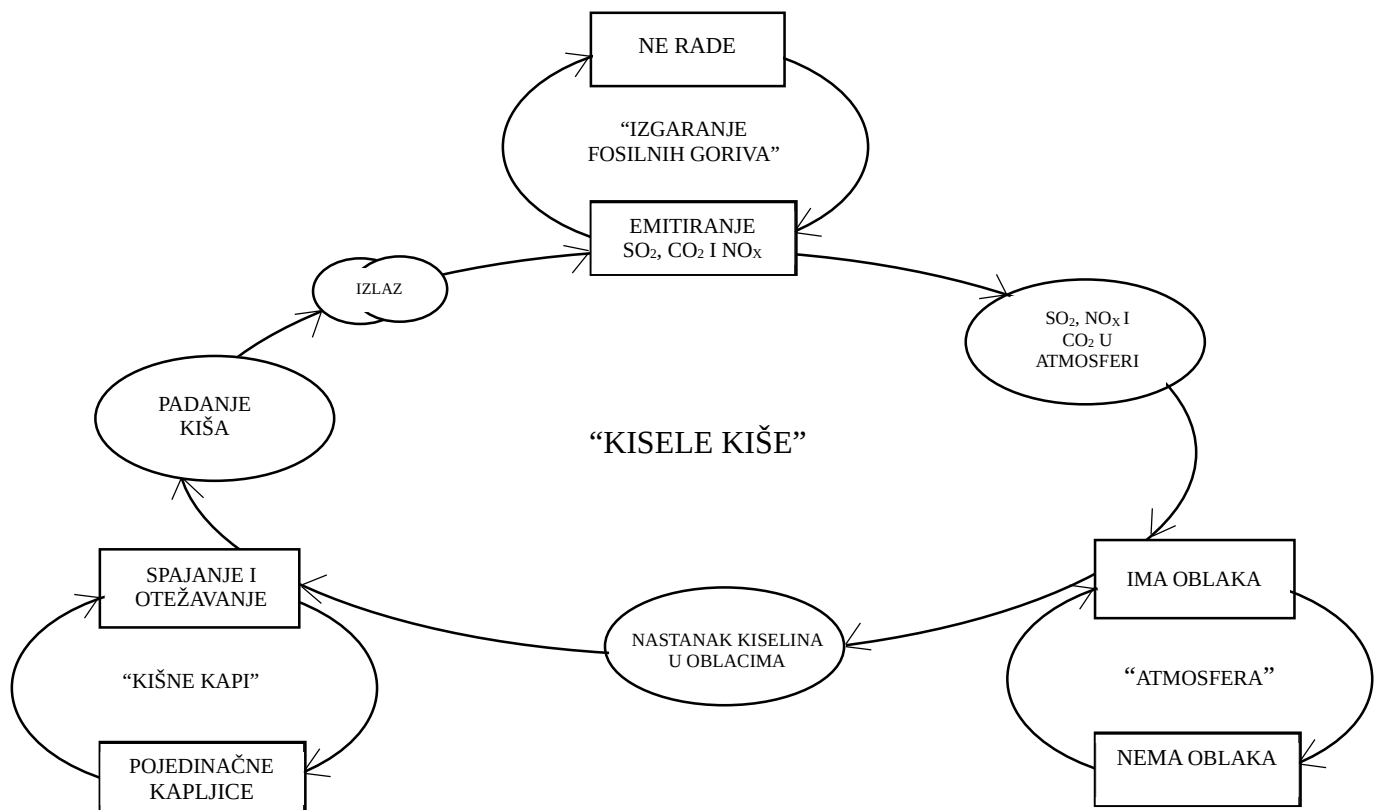 NE RADE
“IZGARANJE
FOSILNIH GORIVA”
EMITIRANJE
SO₂, CO₂ I NOₓ
IZLAZ
SO₂, NOₓ I
CO₂ U
ATMOSFERI
PADANJE
KIŠA
“KISELE KIŠE”
SPAJANJE I
OTEŽAVANJE
IMA OBLAKA
NASTANAK KISELINA
U OBLACIMA
“KIŠNE KAPI”
“ATMOSFERA”
POJEDINAČNE
KAPLJICE
NEMA OBLAKA